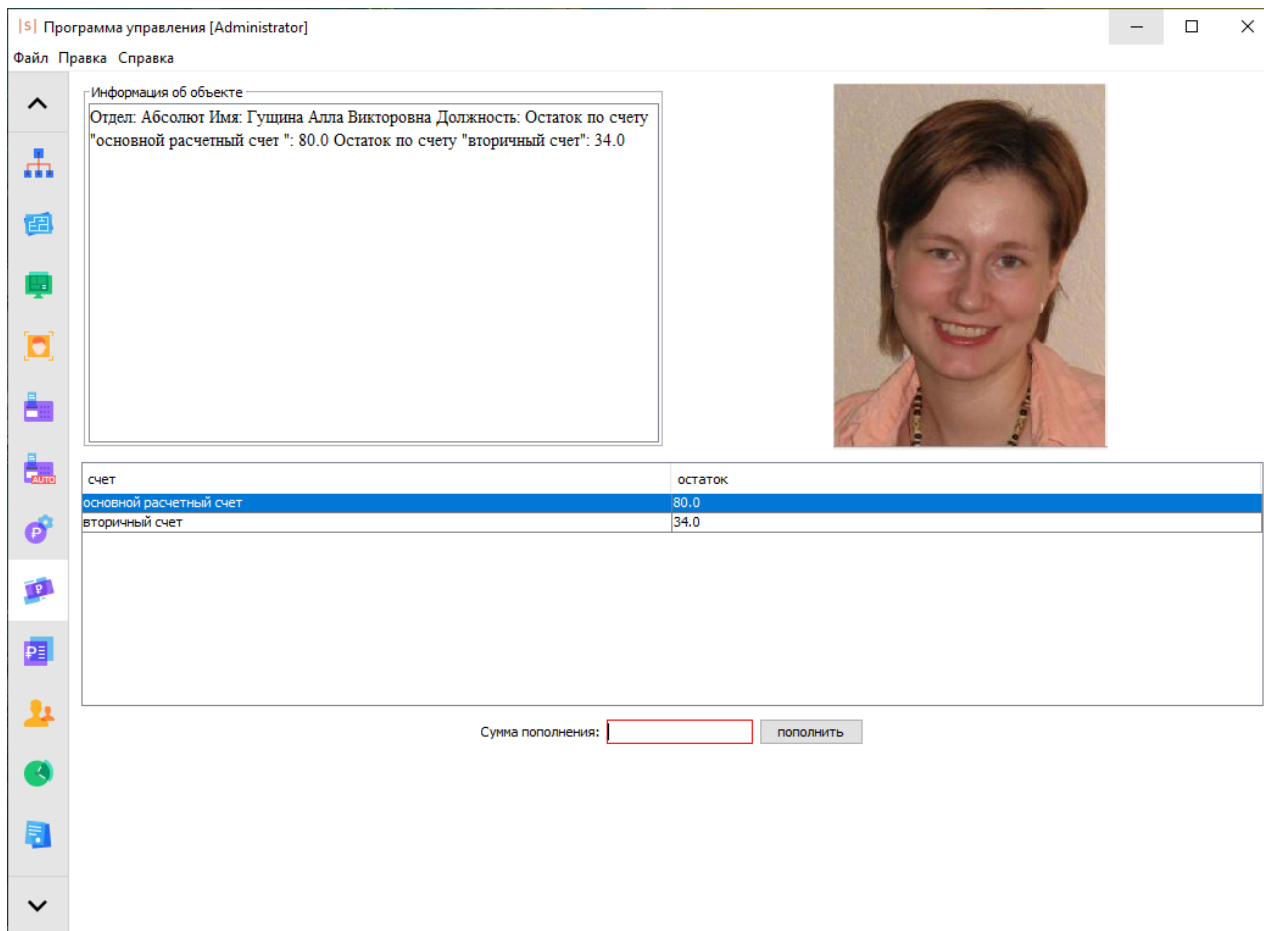 |S| Программа управления [Administrator]
Файл Правка Справка
Информация об объекте
Отдел: Абсолют Имя: Гущина Алла Викторовна Должность: Остаток по счету
"основной расчетный счет ": 80.0 Остаток по счету "вторичный счет": 34.0
AUTO
счет остаток
основной расчетный счет 80.0
вторичный счет 34.0
Сумма пополнения: пополнить